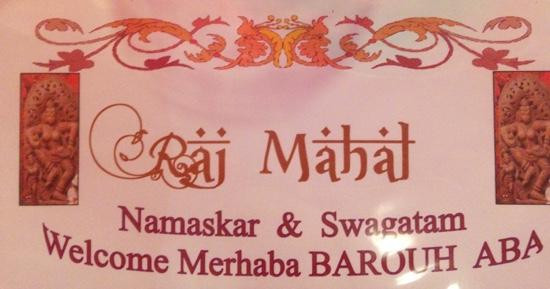 Raj Mahal
Namaskar & Swagatam
Welcome Merhaba BAROUH ABA